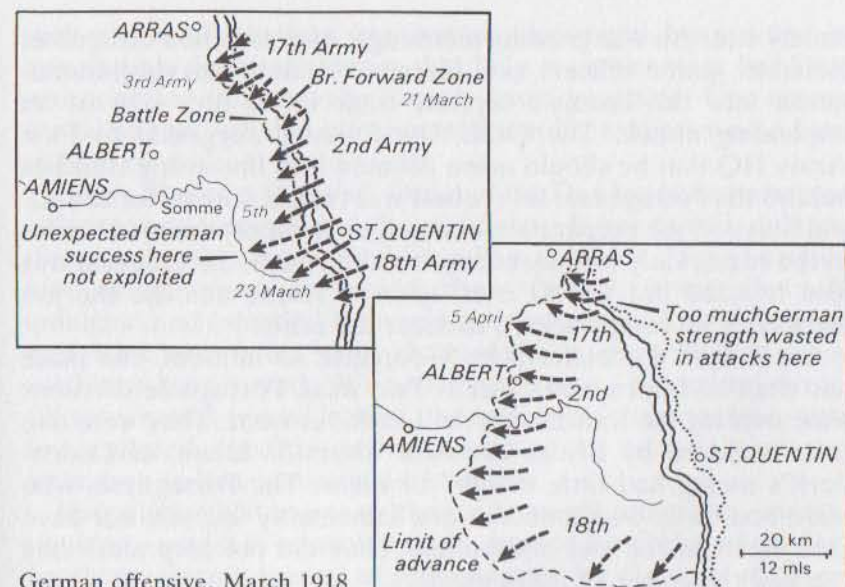 ARRAS
17th Army
3rd Army
Br. Forward Zone
21 March
Battle Zone
ALBERT
2nd Army
AMIENS
Somme
5th
Unexpected German
success here
not exploited
ST. QUENTIN
18th Army
23 March
ARRAS
5 April
17th
Too muchGerman
strength wasted
in attacks here
ALBERT
2nd
AMIENS
ST. QUENTIN
Limit of
advance
18th
20 km
12 mls
German offensive, March 1918